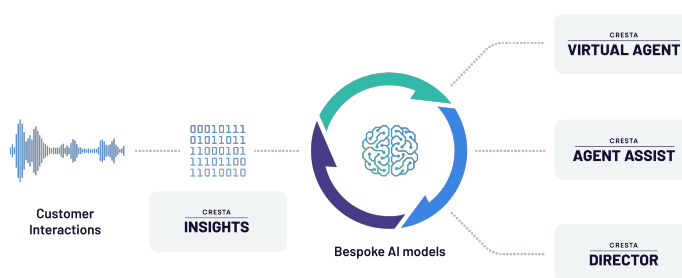 Customer
Interactions
00010111
01011011
11000101
11101100
11010010
CRESTA
INSIGHTS
Bespoke AI models
CRESTA
VIRTUAL AGENT
CRESTA
AGENT ASSIST
CRESTA
DIRECTOR